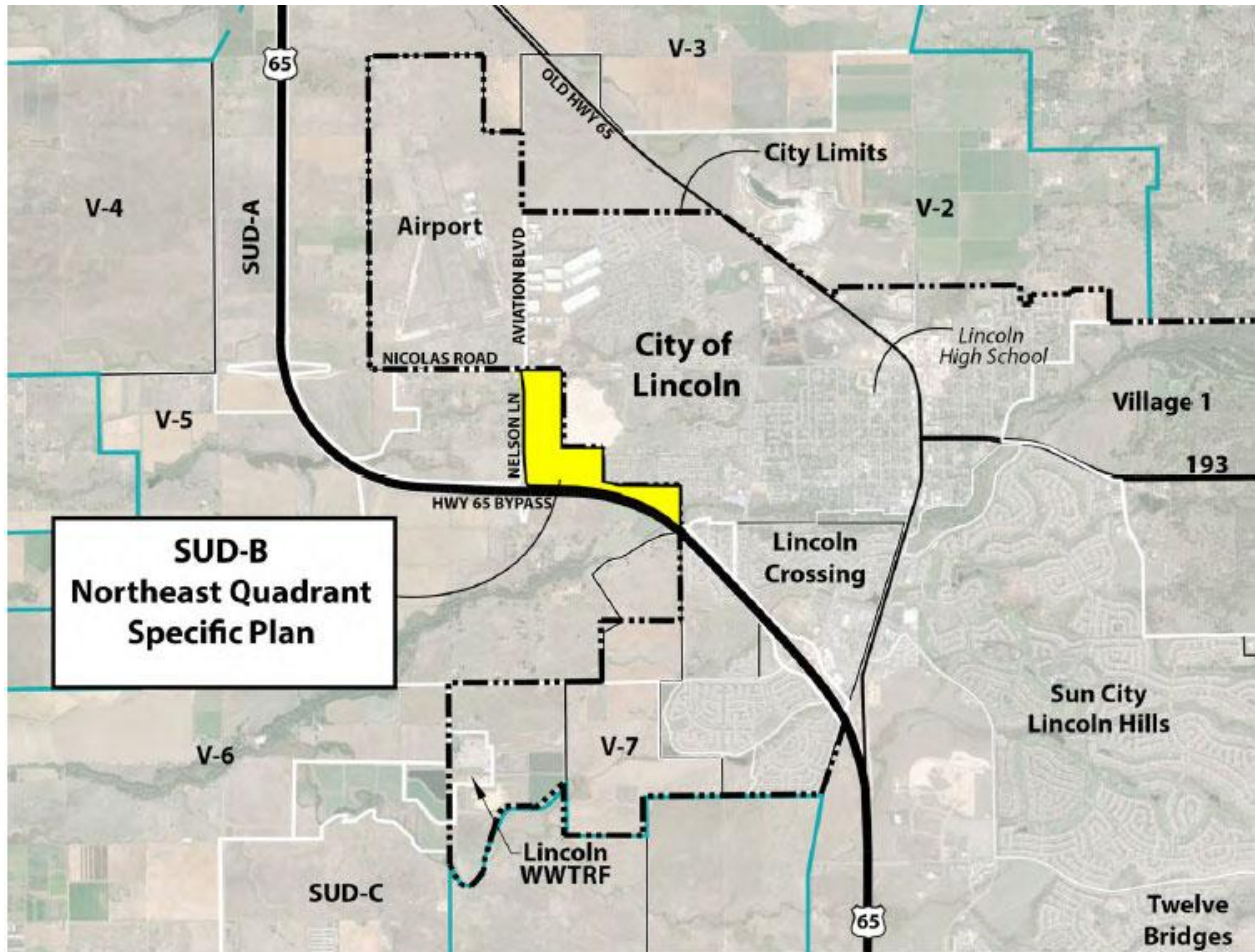 65
V-3
OLD HWY 65
City Limits
V-4
SUD-A
Airport
AVIATION BLVD
V-2
NICOLAS ROAD
City of
Lincoln
Lincoln
High School
V-5
NELSON LN
Village 1
193
HWY 65 BYPASS
SUD-B
Northeast Quadrant
Specific Plan
Lincoln
Crossing
Sun City
Lincoln Hills
V-6
V-7
Lincoln
WWTRF
SUD-C
65
Twelve
Bridges